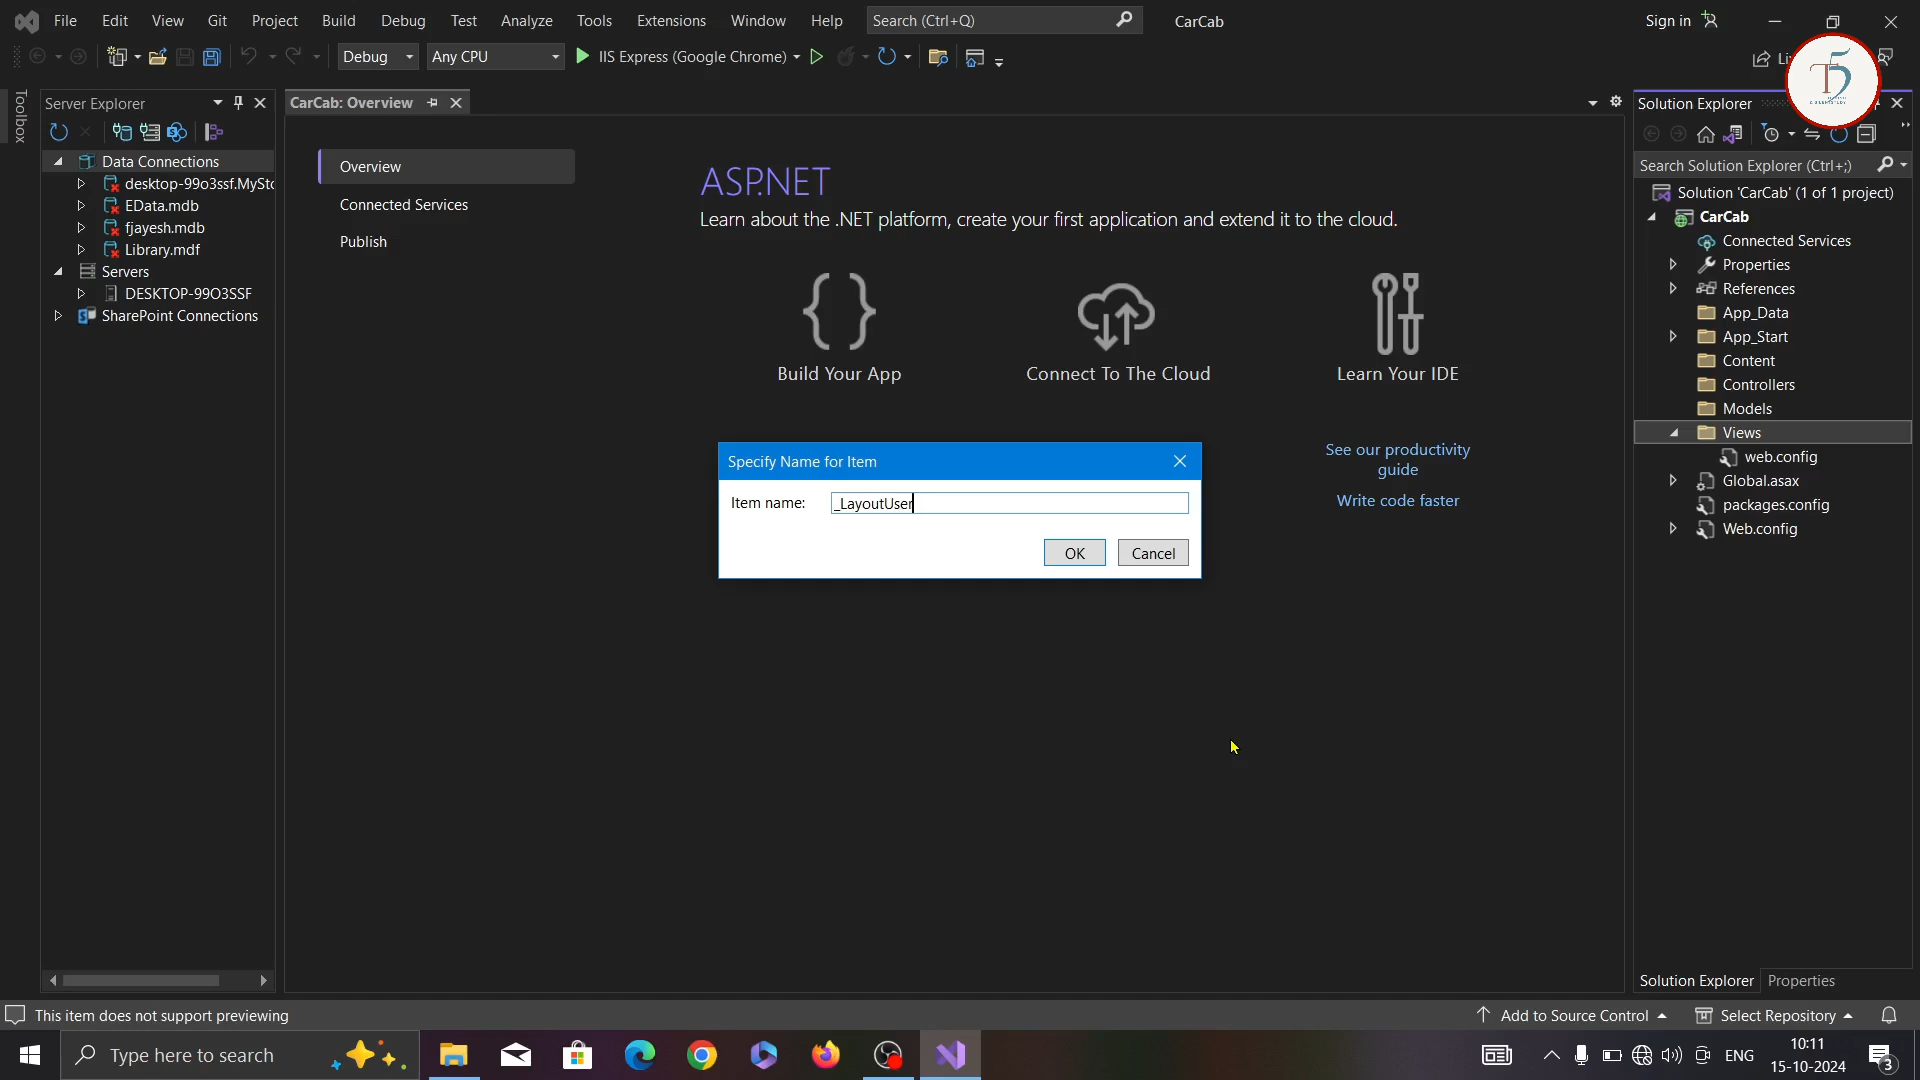 File Edit View Git Project Build Debug Test Analyze Tools Extensions Window Help Search (Ctrl+Q) CarCab Sign in
Debug Any CPU IIS Express (Google Chrome)
Toolbox
Server Explorer
Data Connections
desktop-99o3ssf.MySto
EData.mdb
fjayesh.mdb
Library.mdf
Servers
DESKTOP-99O3SSF
SharePoint Connections
CarCab: Overview
Overview
Connected Services
Publish
ASP.NET
Learn about the .NET platform, create your first application and extend it to the cloud.
Build Your App
Connect To The Cloud
Learn Your IDE
See our productivity
guide
Write code faster
Specify Name for Item
Item name: _LayoutUser
OK Cancel
T5
Solution Explorer
Search Solution Explorer (Ctrl+;)
Solution 'CarCab' (1 of 1 project)
CarCab
Connected Services
Properties
References
App_Data
App_Start
Content
Controllers
Models
Views
web.config
Global.asax
packages.config
Web.config
Solution Explorer Properties
This item does not support previewing
Add to Source Control Select Repository
Type here to search
ENG
10:11
15-10-2024
3